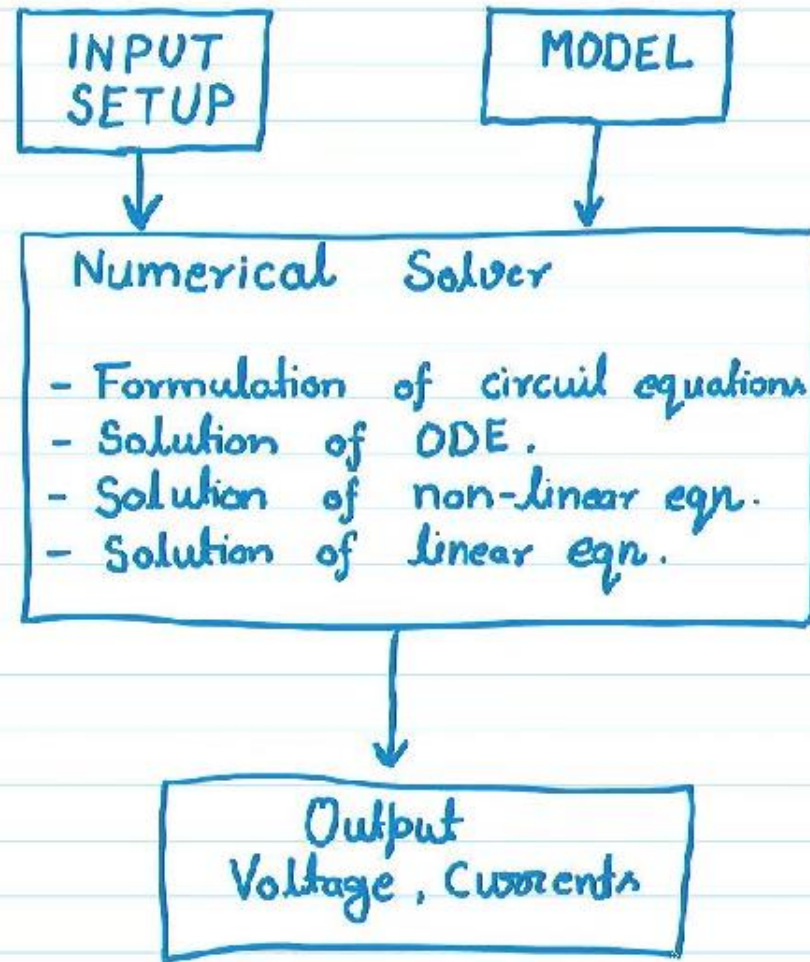 INPUT
SETUP
MODEL
Numerical Solver
- Formulation of circuit equations
- Solution of ODE.
- Solution of non-linear eqn.
- Solution of linear eqn.
Output
Voltage, Currents